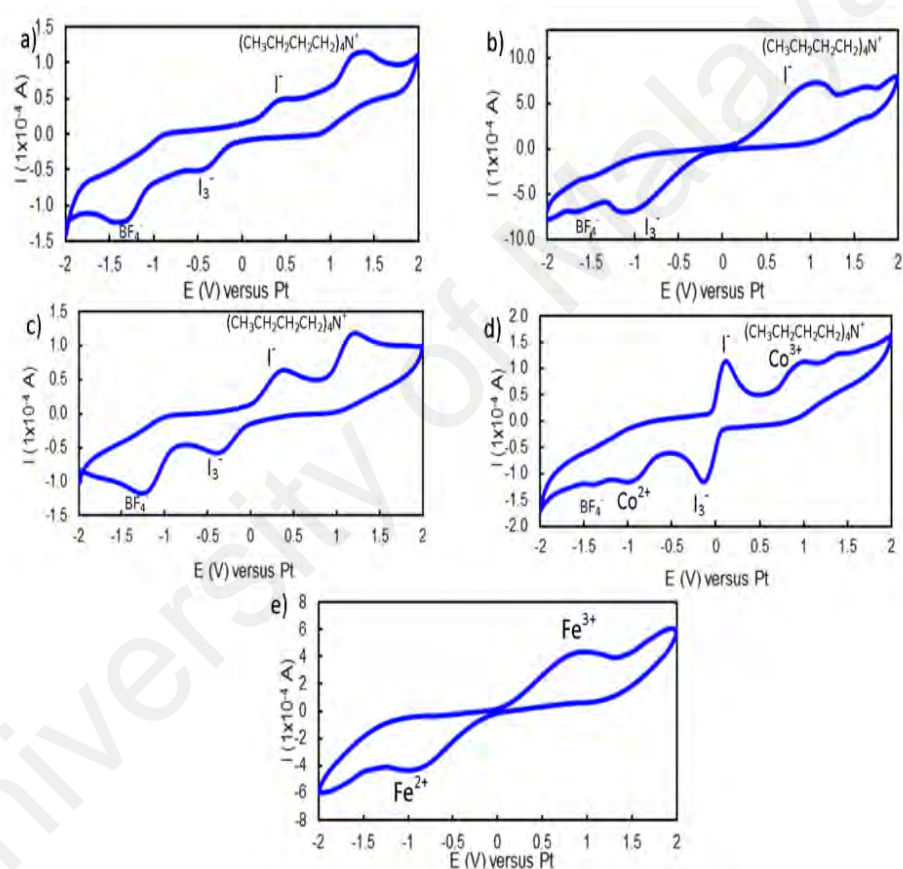 a)
(CH₃CH₂CH₂CH₂)₄N⁺
I⁻
I₃⁻
BF₄⁻
I (1x10⁻⁴ A)
1.5
1.0
0.5
0.0
-0.5
-1.0
-1.5
-2 -1.5 -1 -0.5 0 0.5 1 1.5 2
E (V) versus Pt
b)
(CH₃CH₂CH₂CH₂)₄N⁺
I⁻
I₃⁻
BF₄⁻
I (1x10⁻⁴ A)
10.0
5.0
0.0
-5.0
-10.0
-2 -1.5 -1 -0.5 0 0.5 1 1.5 2
E (V) versus Pt
c)
(CH₃CH₂CH₂CH₂)₄N⁺
I⁻
I₃⁻
BF₄⁻
I (1x10⁻⁴ A)
1.5
1.0
0.5
0.0
-0.5
-1.0
-1.5
-2 -1.5 -1 -0.5 0 0.5 1 1.5 2
E (V) versus Pt
d)
(CH₃CH₂CH₂CH₂)₄N⁺
I⁻
Co³⁺
BF₄⁻
Co²⁺
I₃⁻
I (1x10⁻⁴ A)
2.0
1.5
1.0
0.5
0.0
-0.5
-1.0
-1.5
-2.0
-2 -1.5 -1 -0.5 0 0.5 1 1.5 2
E (V) versus Pt
e)
Fe³⁺
Fe²⁺
I (1x10⁻⁴ A)
8
6
4
2
0
-2
-4
-6
-8
-2 -1.5 -1 -0.5 0 0.5 1 1.5 2
E (V) versus Pt
niversity of Malaya